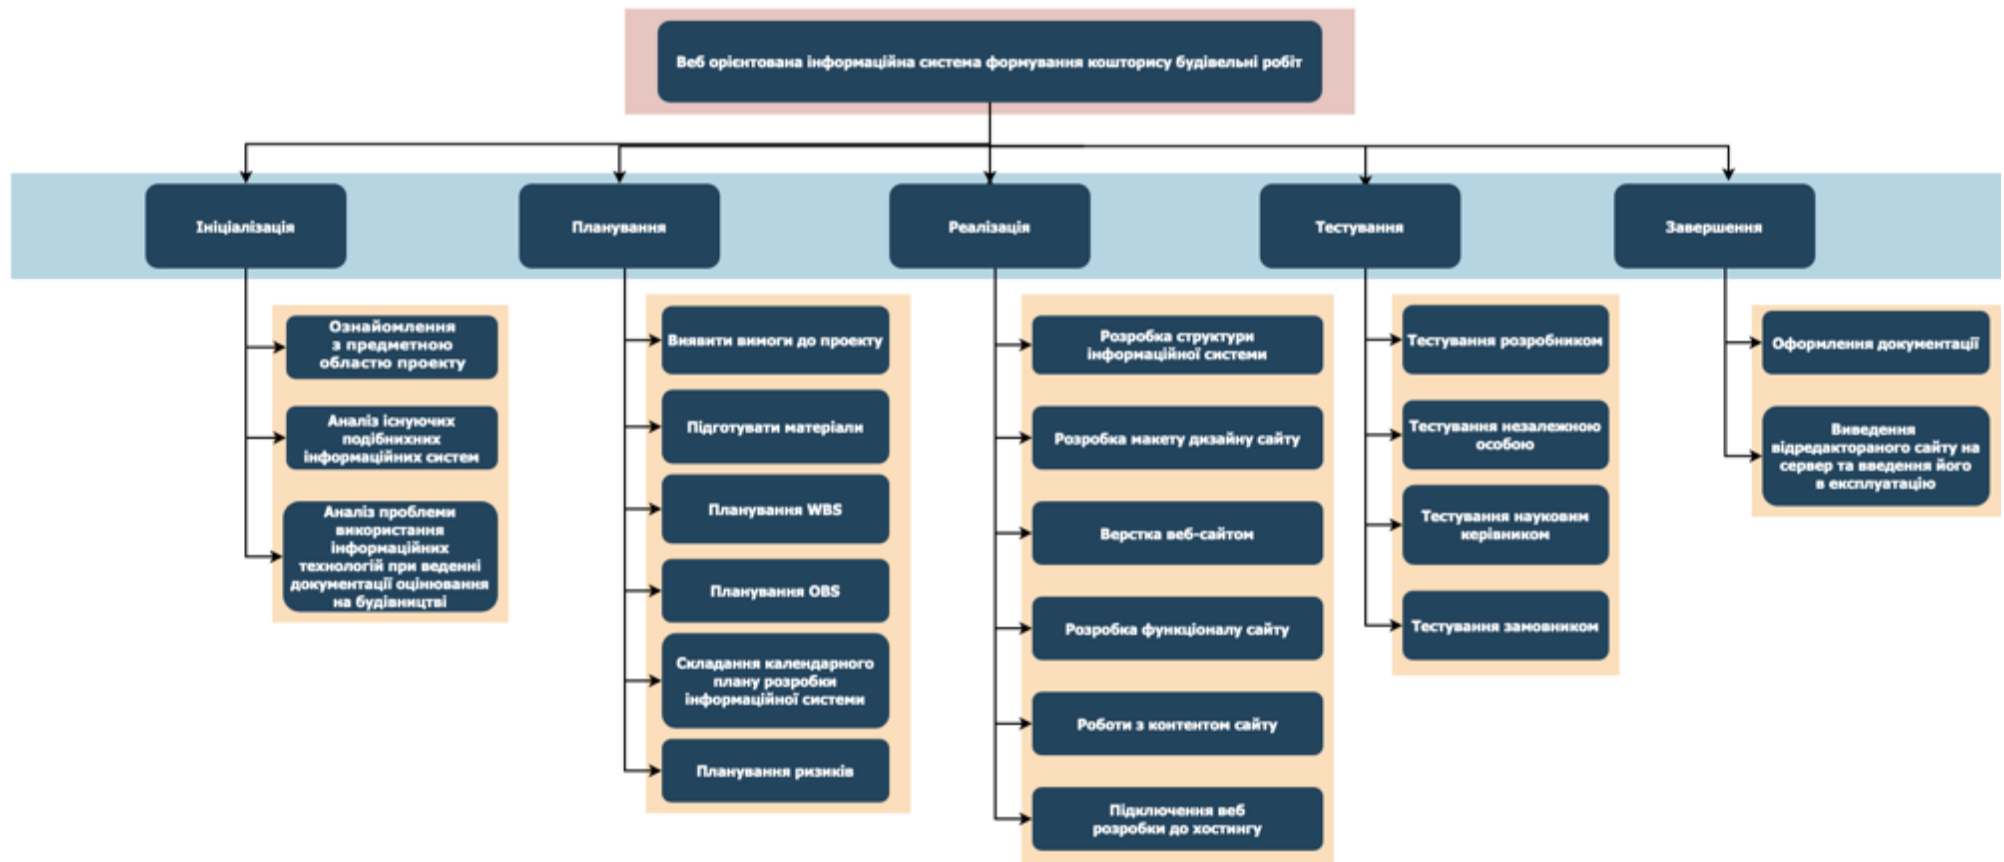 Веб орієнтована інформаційна система формування кошторису будівельні робіт
Ініціалізація
Планування
Реалізація
Тестування
Завершення
Ознайомлення
з предметною
областю проекту
Аналіз існуючих
подібнихних
інформаційних систем
Аналіз проблеми
використання
інформаційних
технологій при веденні
документації оцінювання
на будівництві
Виявити вимоги до проекту
Підготувати матеріали
Планування WBS
Планування OBS
Складання календарного
плану розробки
інформаційної системи
Планування ризиків
Розробка структури
інформаційної системи
Розробка макету дизайну сайту
Верстка веб-сайтом
Розробка функціоналу сайту
Роботи з контентом сайту
Підключення веб
розробки до хостингу
Тестування розробником
Тестування незалежною
особою
Тестування науковим
керівником
Тестування замовником
Оформлення документації
Виведення
відредактораного сайту на
сервер та введення його
в експлуатацію